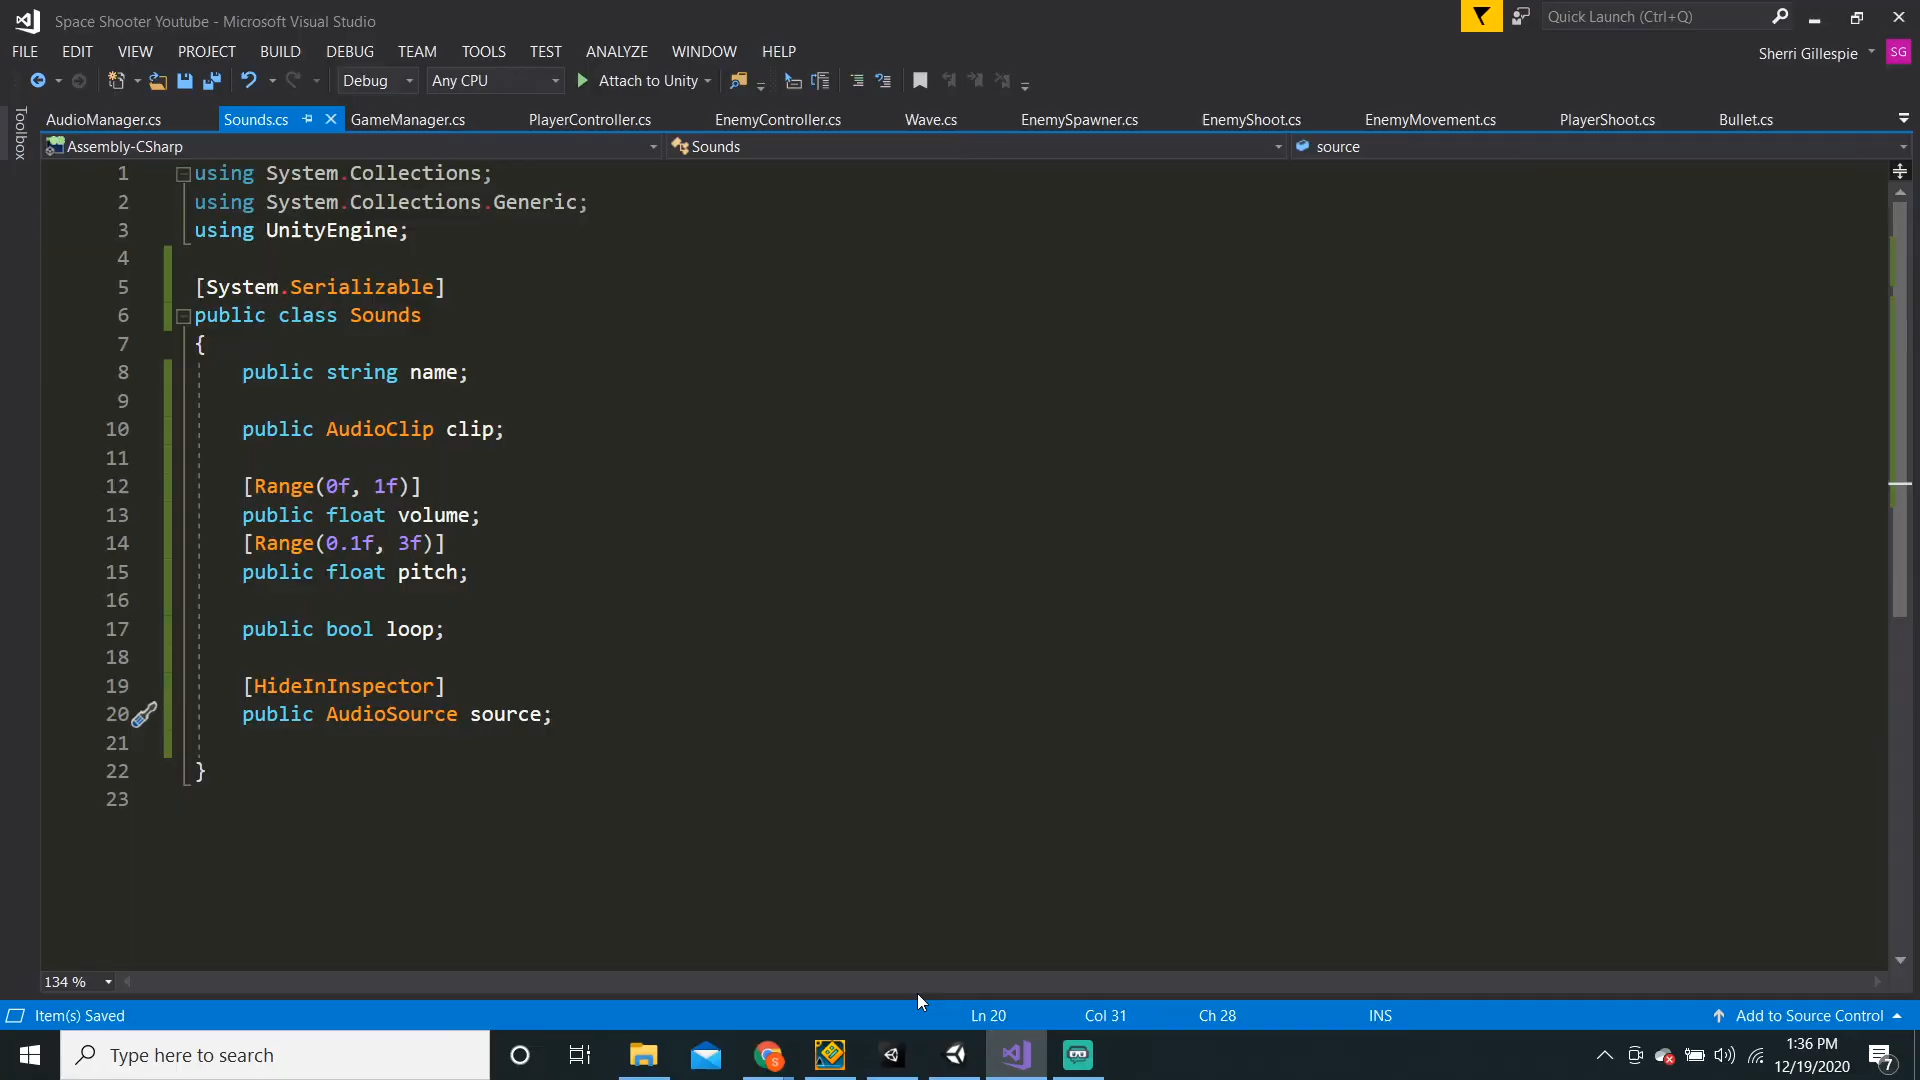 Space Shooter Youtube - Microsoft Visual Studio
Quick Launch (Ctrl+Q)
FILE EDIT VIEW PROJECT BUILD DEBUG TEAM TOOLS TEST ANALYZE WINDOW HELP
Sherri Gillespie SG
Debug Any CPU Attach to Unity
Toolbox
AudioManager.cs Sounds.cs GameManager.cs PlayerController.cs EnemyController.cs Wave.cs EnemySpawner.cs EnemyShoot.cs EnemyMovement.cs PlayerShoot.cs Bullet.cs
Assembly-CSharp Sounds source
1 using System.Collections;
2 using System.Collections.Generic;
3 using UnityEngine;
4
5 [System.Serializable]
6 public class Sounds
7 {
8 public string name;
9
10 public AudioClip clip;
11
12 [Range(0f, 1f)]
13 public float volume;
14 [Range(0.1f, 3f)]
15 public float pitch;
16
17 public bool loop;
18
19 [HideInInspector]
20 public AudioSource source;
21
22 }
23
134 %
Item(s) Saved Ln 20 Col 31 Ch 28 INS Add to Source Control
Type here to search
1:36 PM
12/19/2020
7